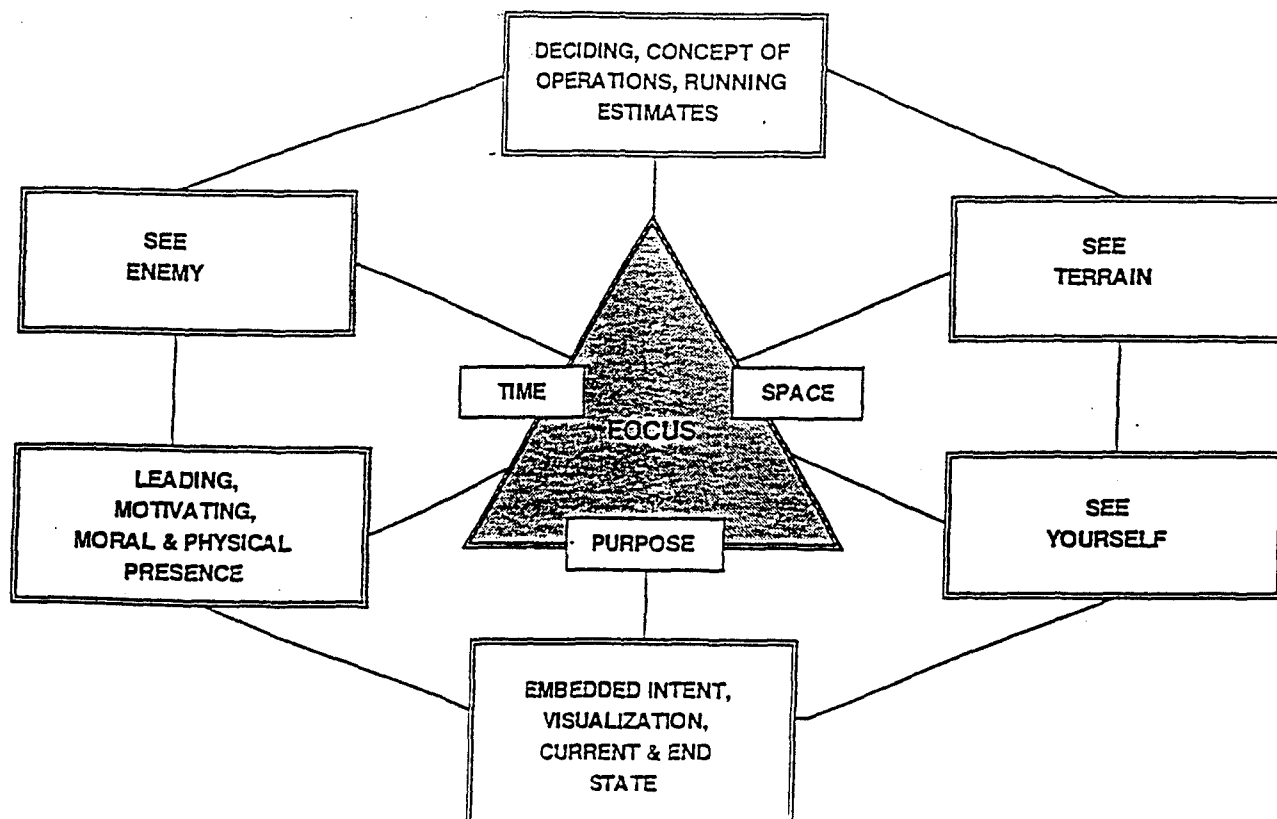 DECIDING, CONCEPT OF
OPERATIONS, RUNNING
ESTIMATES
SEE
ENEMY
SEE
TERRAIN
TIME
SPACE
FOCUS
LEADING,
MOTIVATING,
MORAL & PHYSICAL
PRESENCE
PURPOSE
SEE
YOURSELF
EMBEDDED INTENT,
VISUALIZATION,
CURRENT & END
STATE